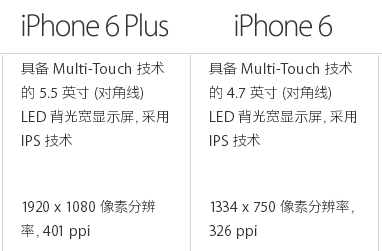 iPhone 6 Plus
具备 Multi-Touch 技术
的 5.5 英寸 (对角线)
LED 背光宽显示屏, 采用
IPS 技术
1920 x 1080 像素分辨
率, 401 ppi
iPhone 6
具备 Multi-Touch 技术
的 4.7 英寸 (对角线)
LED 背光宽显示屏, 采用
IPS 技术
1334 x 750 像素分辨率,
326 ppi